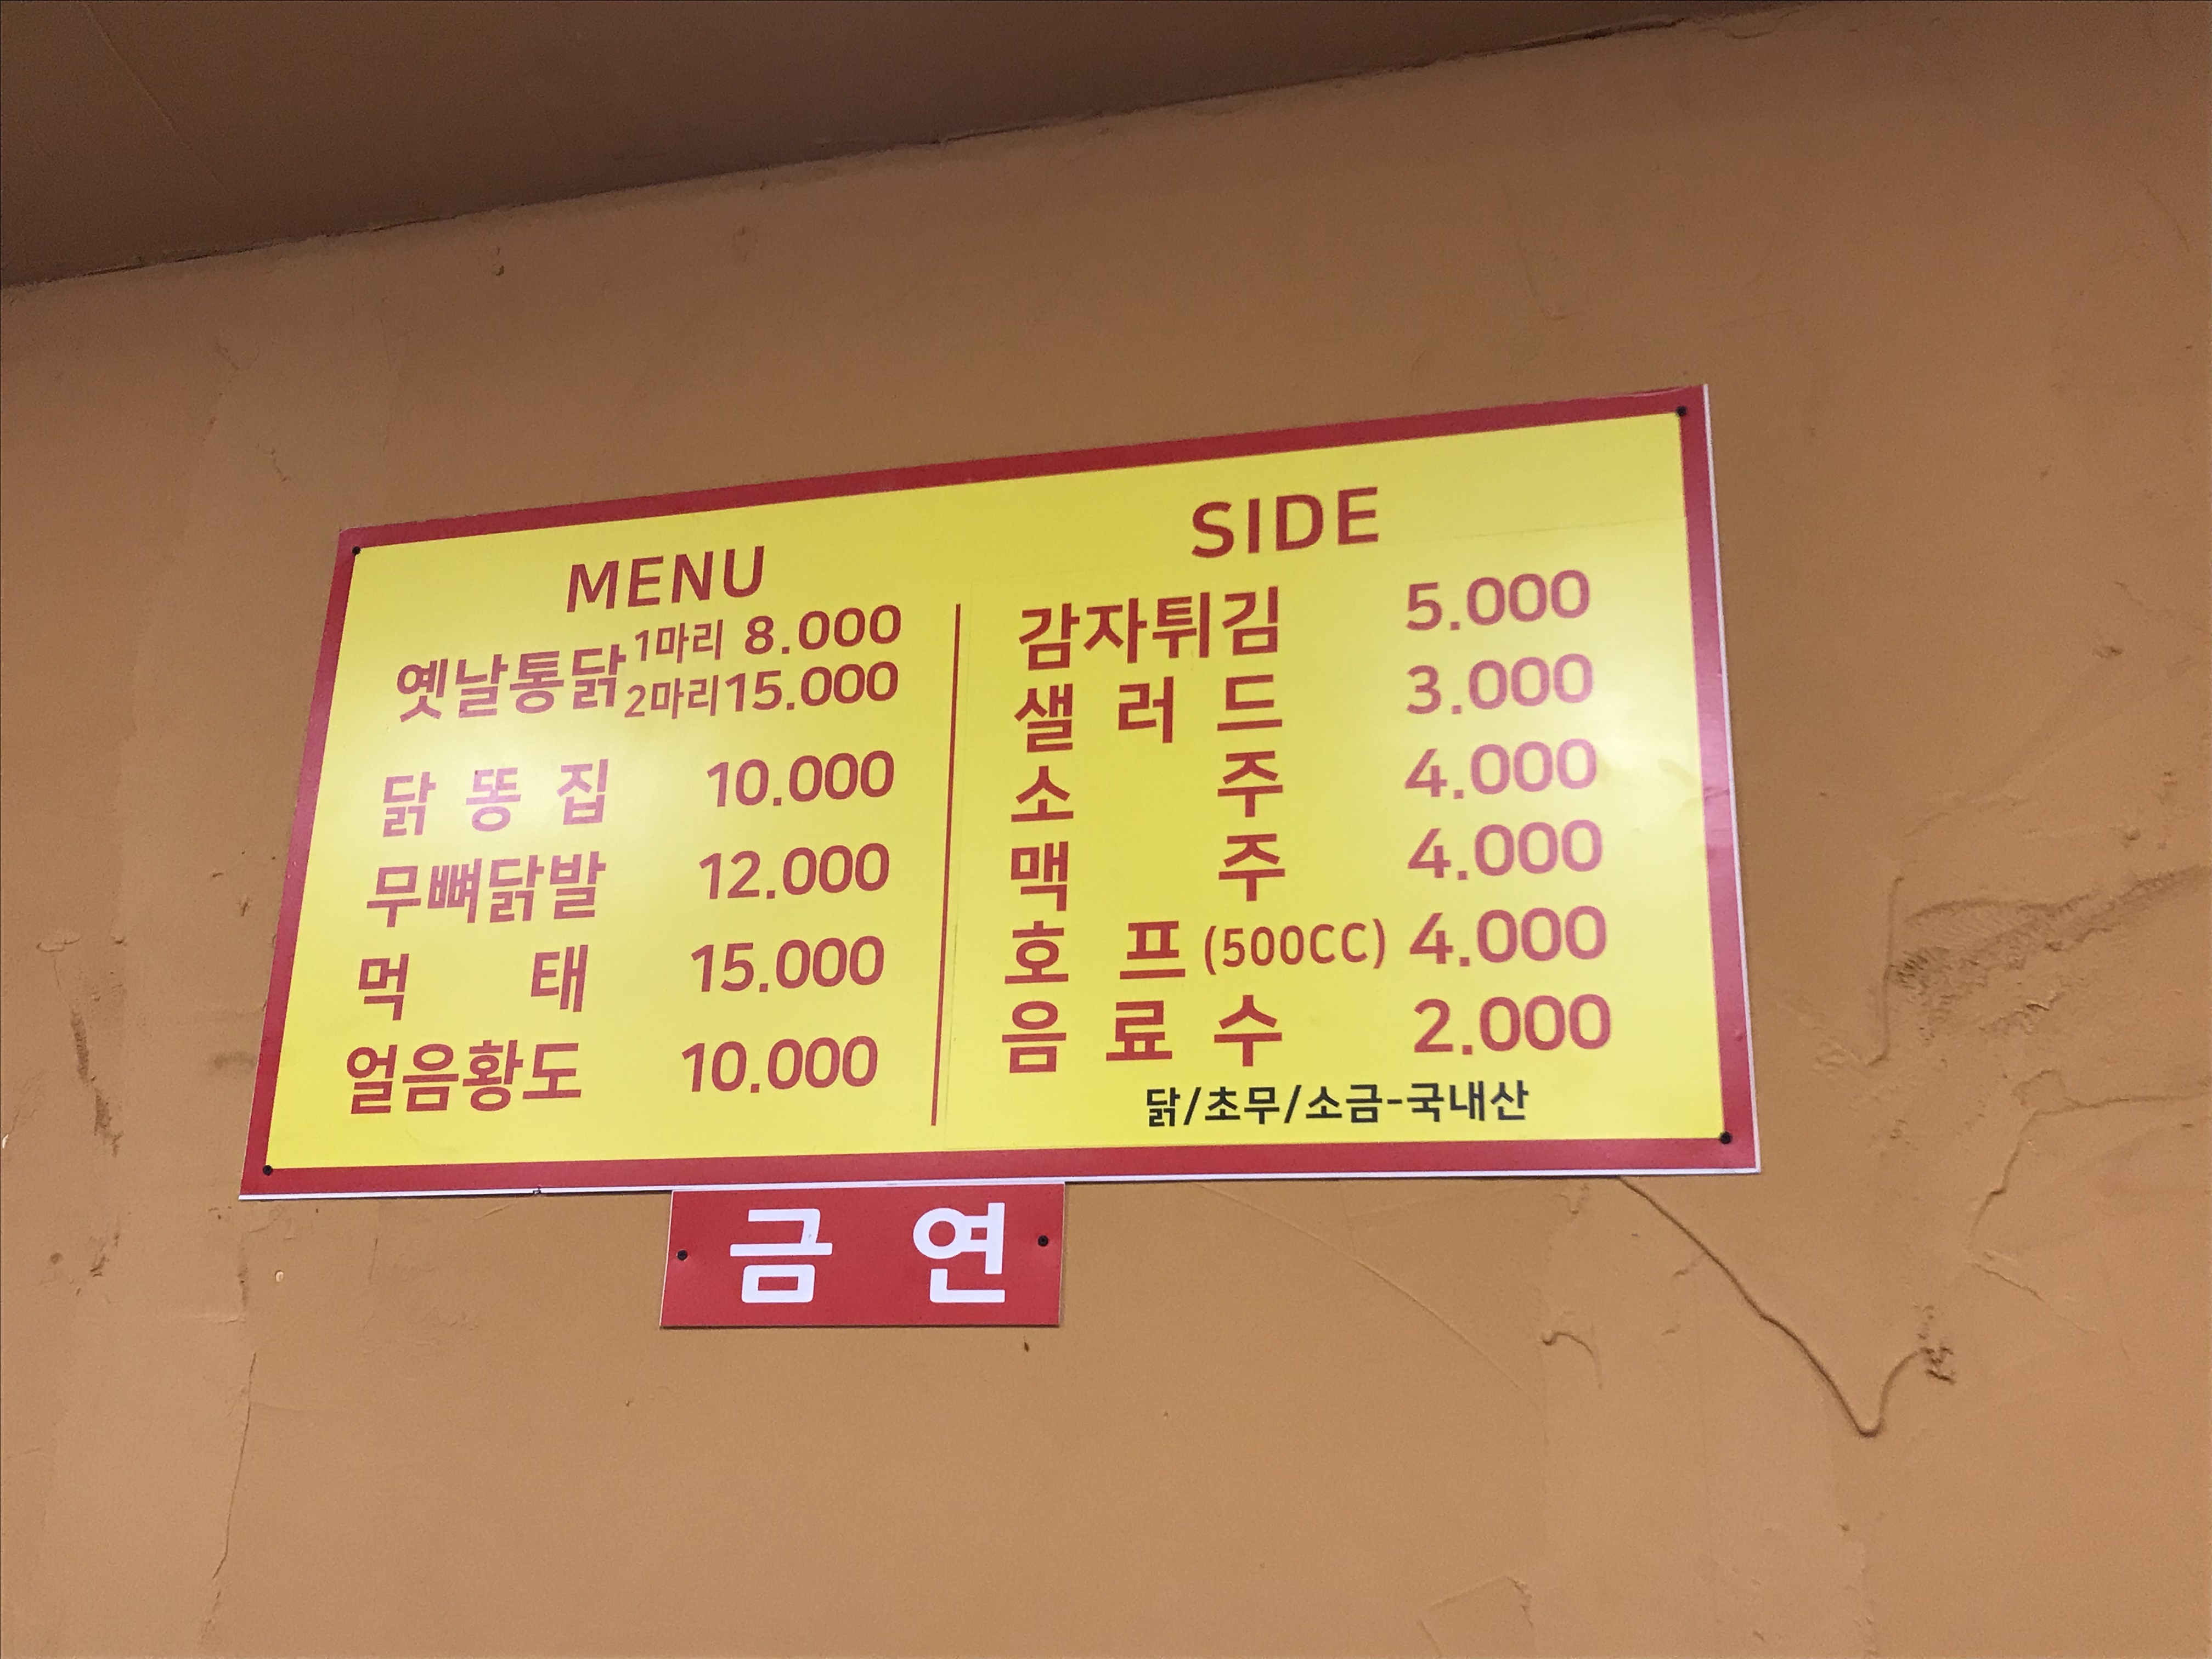 MENU
옛날통닭 1마리 8.000
2마리 15.000
닭똥집 10.000
무뼈닭발 12.000
먹태 15.000
얼음황도 10.000
SIDE
감자튀김 5.000
샐러드 3.000
소주 4.000
맥주 4.000
호프(500CC) 4.000
음료수 2.000
닭/초무/소금-국내산
금연